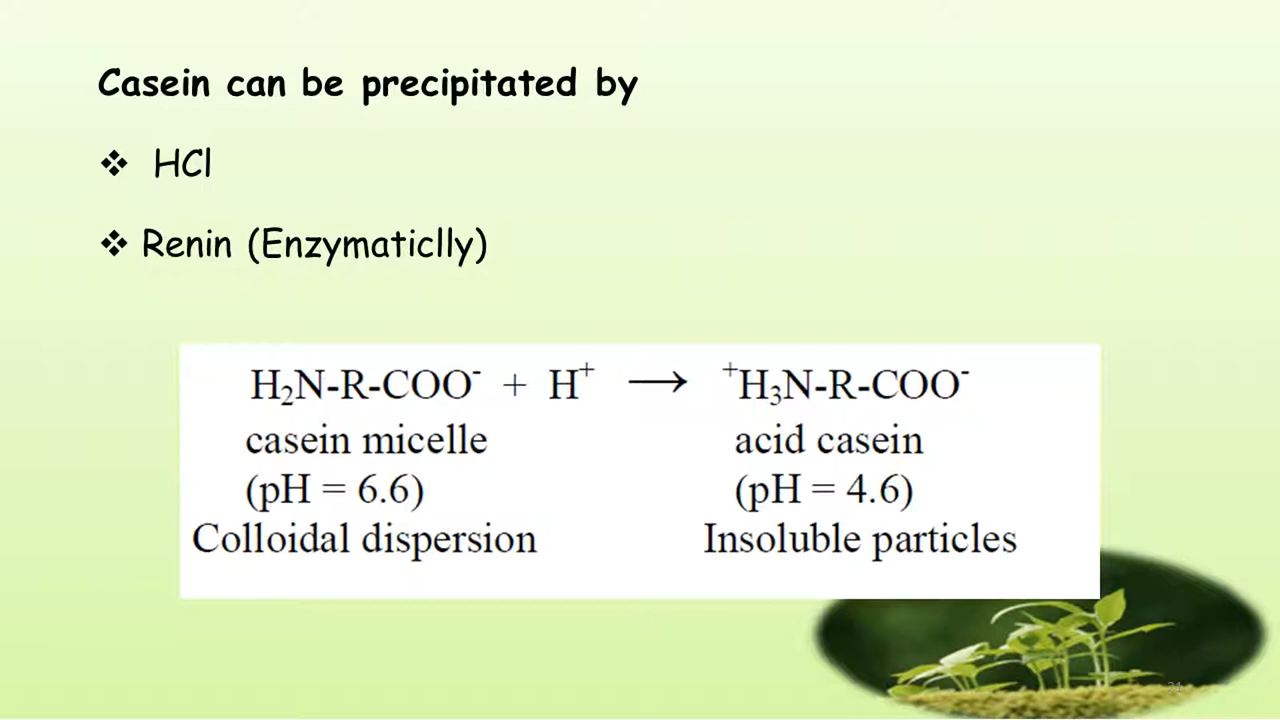 Casein can be precipitated by
❖ HCl
❖ Renin (Enzymaticlly)
H₂N-R-COO⁻ + H⁺ ⟶ ⁺H₃N-R-COO⁻
casein micelle acid casein
(pH = 6.6) (pH = 4.6)
Colloidal dispersion Insoluble particles